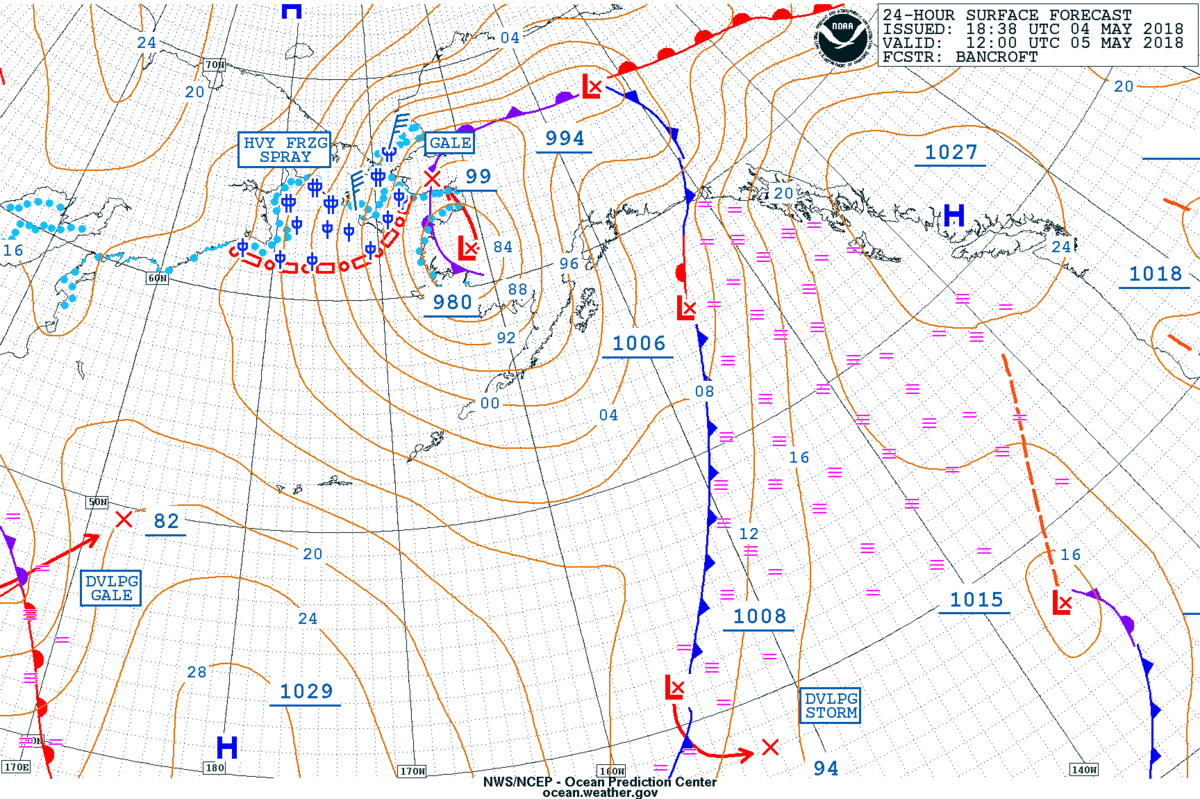 24-HOUR SURFACE FORECAST
ISSUED: 18:38 UTC 04 MAY 2018
VALID: 12:00 UTC 05 MAY 2018
FCSTR: BANCROFT
NOAA
24
04
70N
20
20
L
994
HVY FRZG
SPRAY
GALE
99
1027
20
H
16
L
84
24
60N
96
1018
88
980
L
92
1006
08
00
04
16
50N
82
12
20
16
DVLPG
GALE
L
1015
24
1008
28
1029
L
DVLPG
STORM
H
94
170E
180
170W
160W
140W
NWS/NCEP - Ocean Prediction Center
ocean.weather.gov